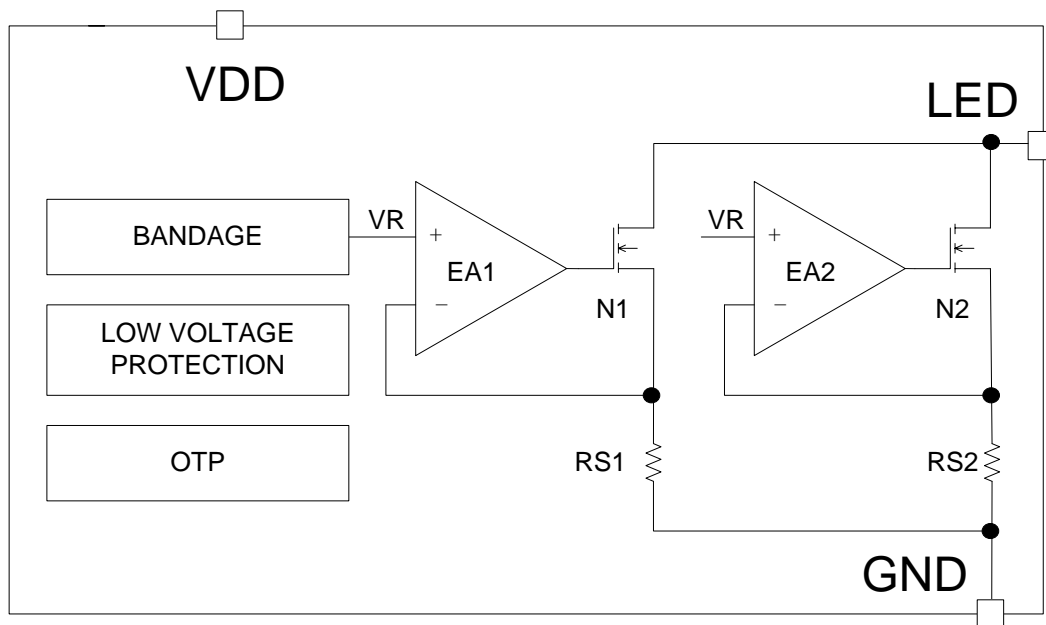 VDD
LED
BANDAGE
VR
+
EA1
−
N1
VR
+
EA2
−
N2
LOW VOLTAGE
PROTECTION
OTP
RS1
RS2
GND